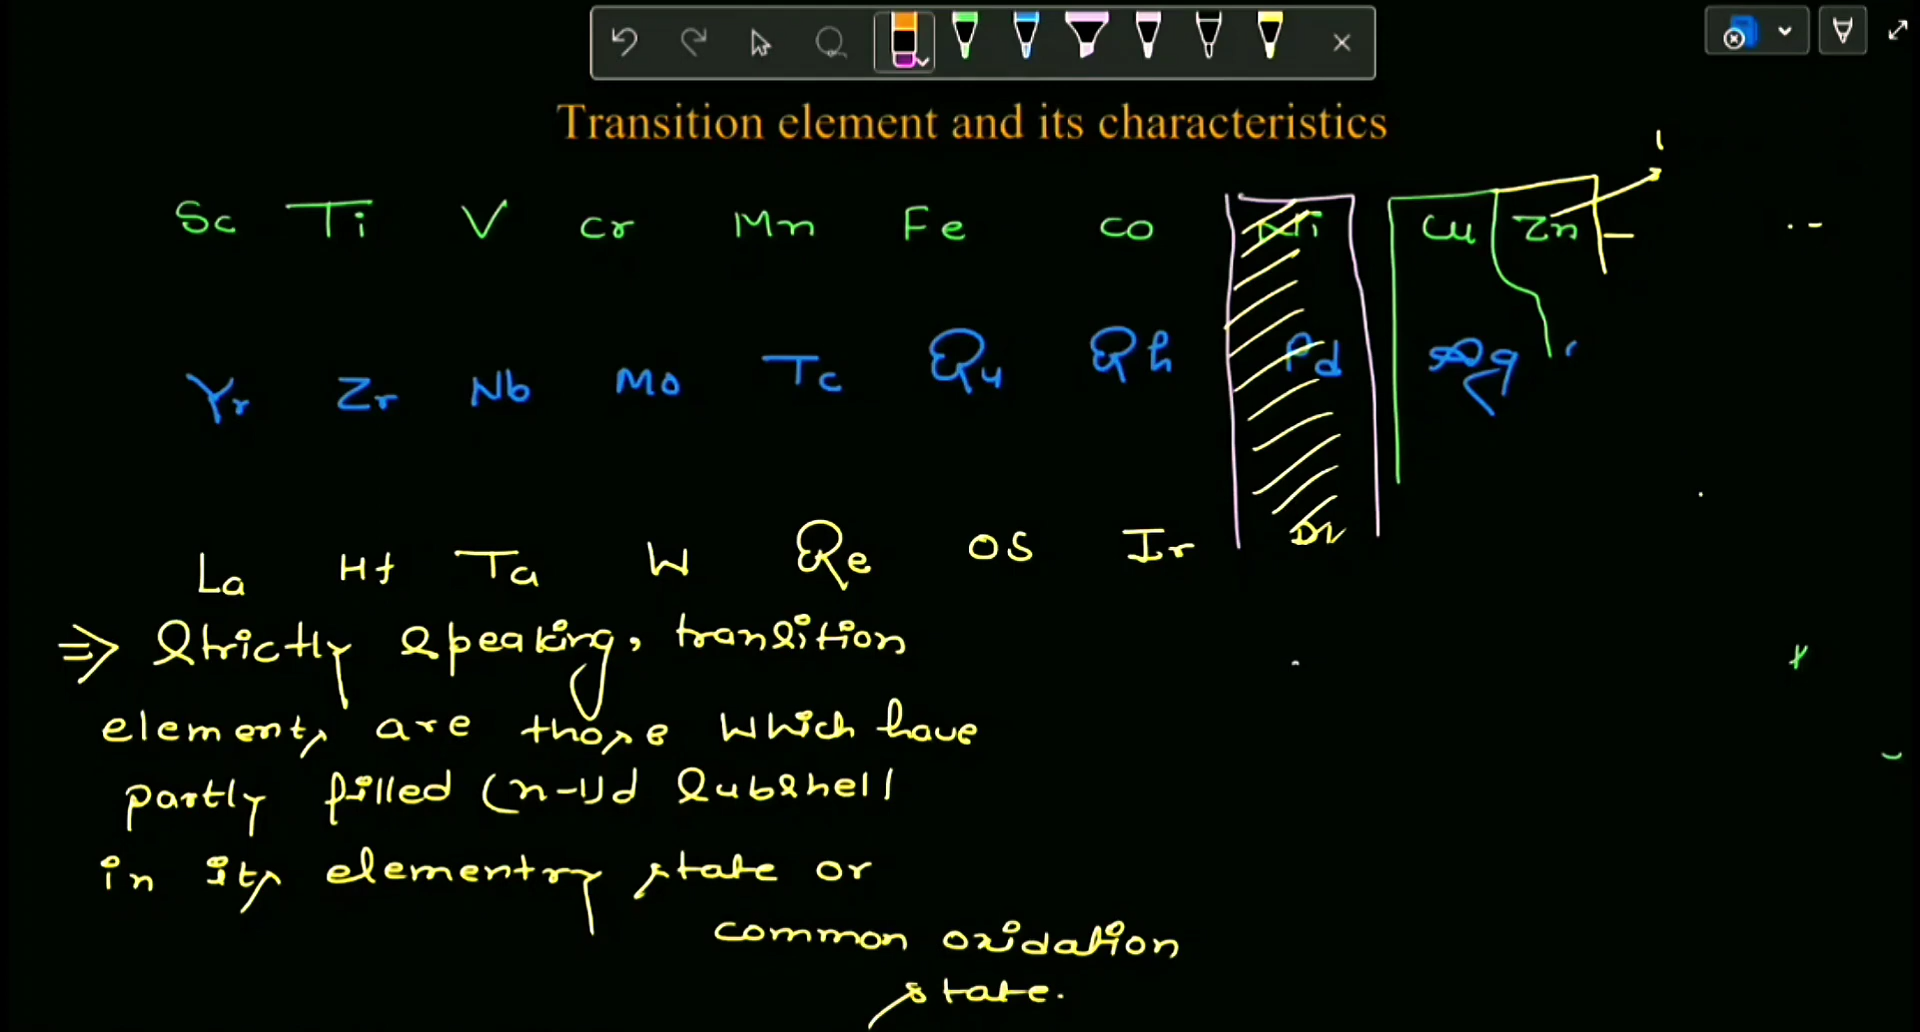 Transition element and its characteristics
Sc Ti V Cr Mn Fe Co Ni Cu Zn
Yr Zr Nb Mo Tc Ru Rh Pd Ag
La Hf Ta W Re Os Ir
⇒ Strictly speaking, transition
elements are those which have
partly filled (n-1)d subshell
in its elementry state or
common oxidation
state.